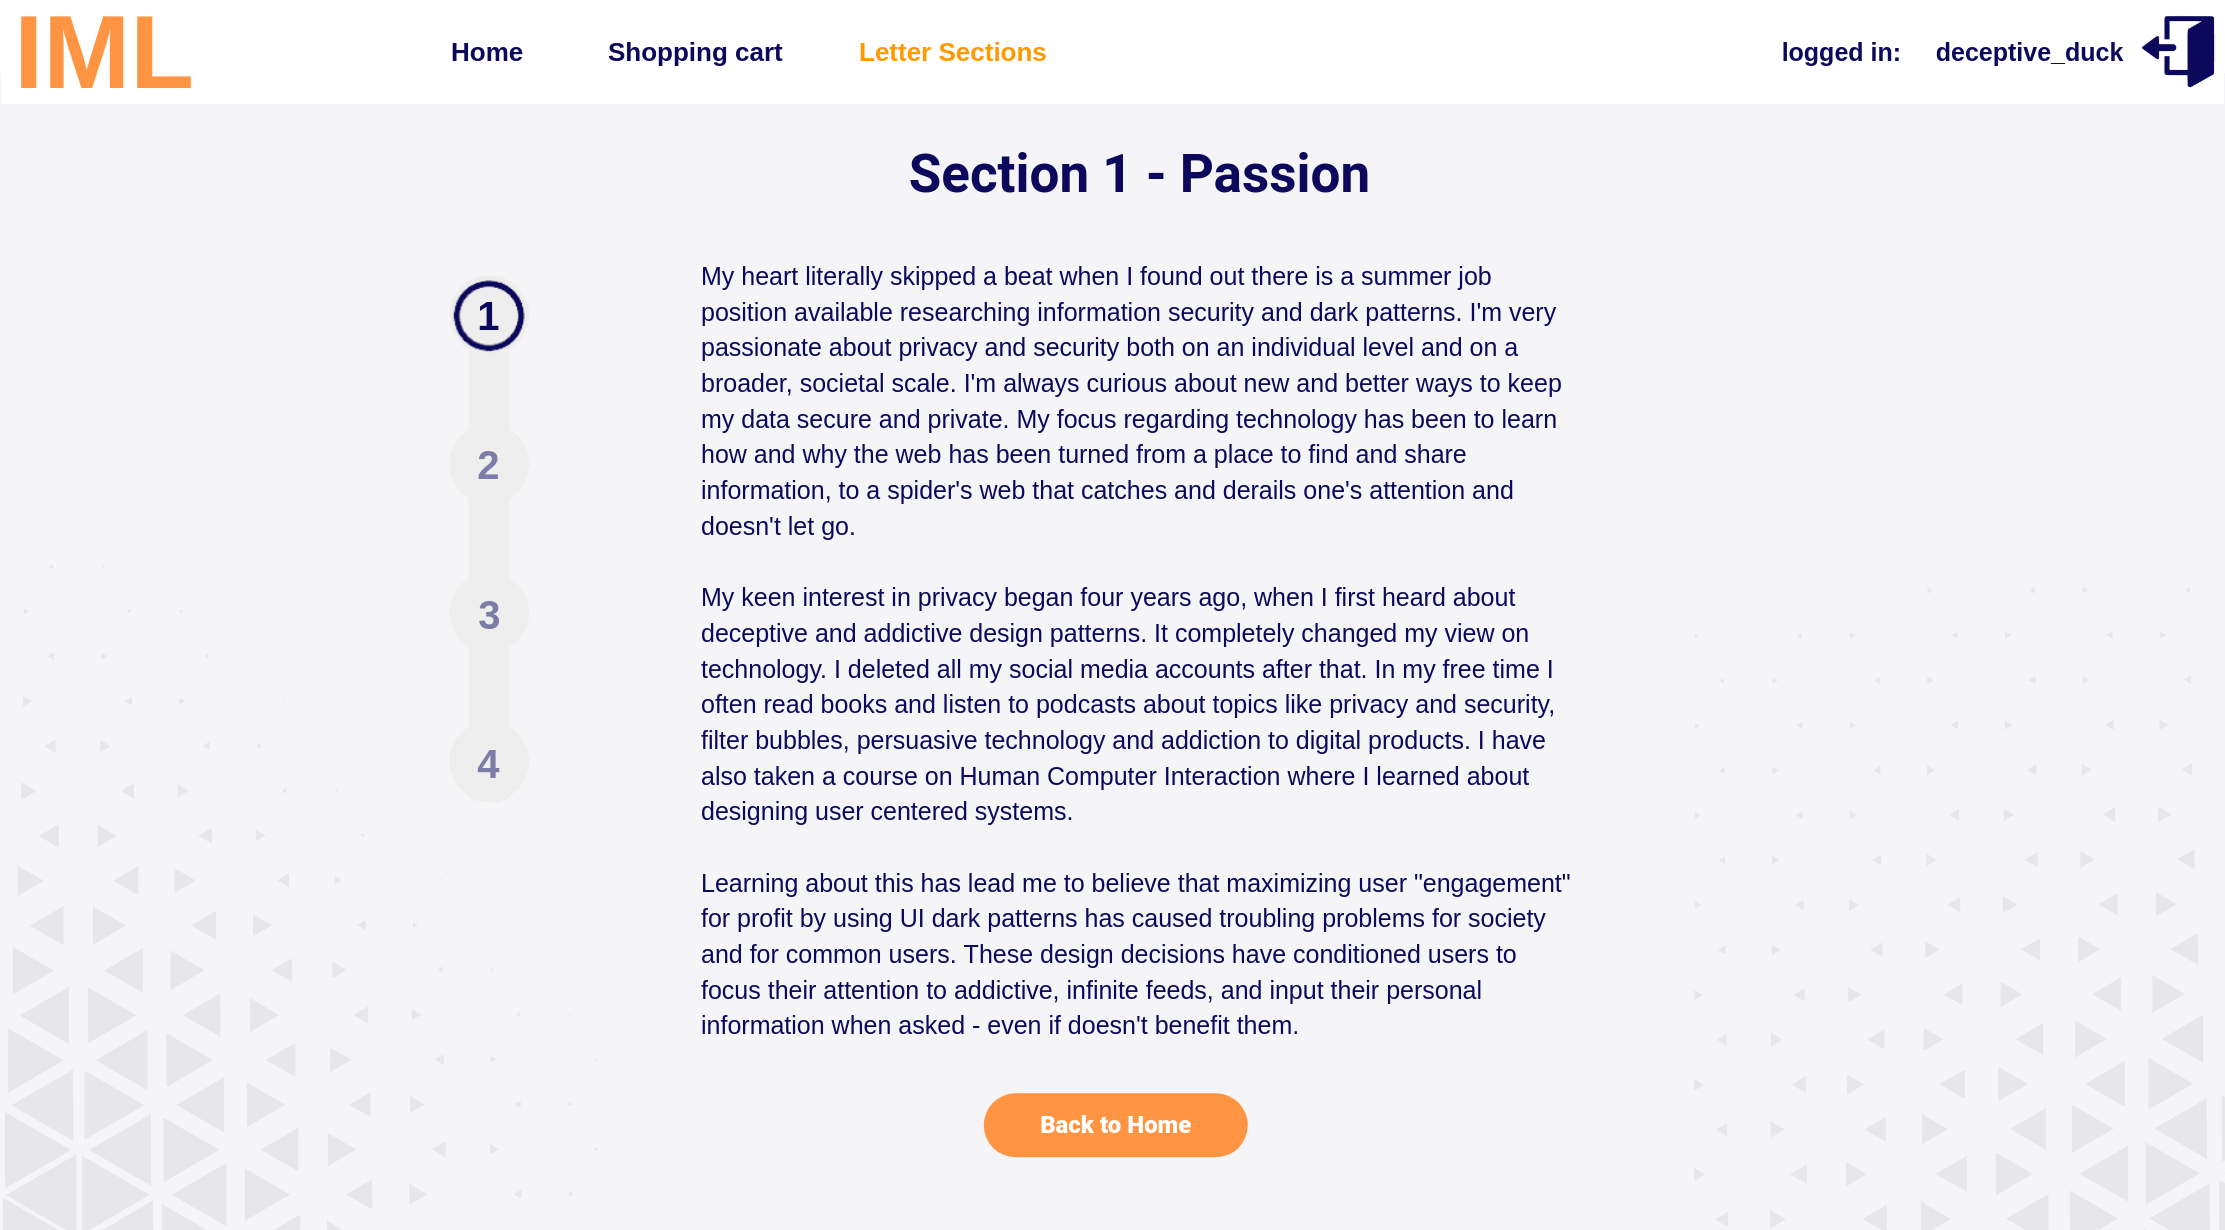 IML
Home
Shopping cart
Letter Sections
logged in: deceptive_duck
Section 1 - Passion
1
2
3
4
My heart literally skipped a beat when I found out there is a summer job
position available researching information security and dark patterns. I'm very
passionate about privacy and security both on an individual level and on a
broader, societal scale. I'm always curious about new and better ways to keep
my data secure and private. My focus regarding technology has been to learn
how and why the web has been turned from a place to find and share
information, to a spider's web that catches and derails one's attention and
doesn't let go.
My keen interest in privacy began four years ago, when I first heard about
deceptive and addictive design patterns. It completely changed my view on
technology. I deleted all my social media accounts after that. In my free time I
often read books and listen to podcasts about topics like privacy and security,
filter bubbles, persuasive technology and addiction to digital products. I have
also taken a course on Human Computer Interaction where I learned about
designing user centered systems.
Learning about this has lead me to believe that maximizing user "engagement"
for profit by using UI dark patterns has caused troubling problems for society
and for common users. These design decisions have conditioned users to
focus their attention to addictive, infinite feeds, and input their personal
information when asked - even if doesn't benefit them.
Back to Home